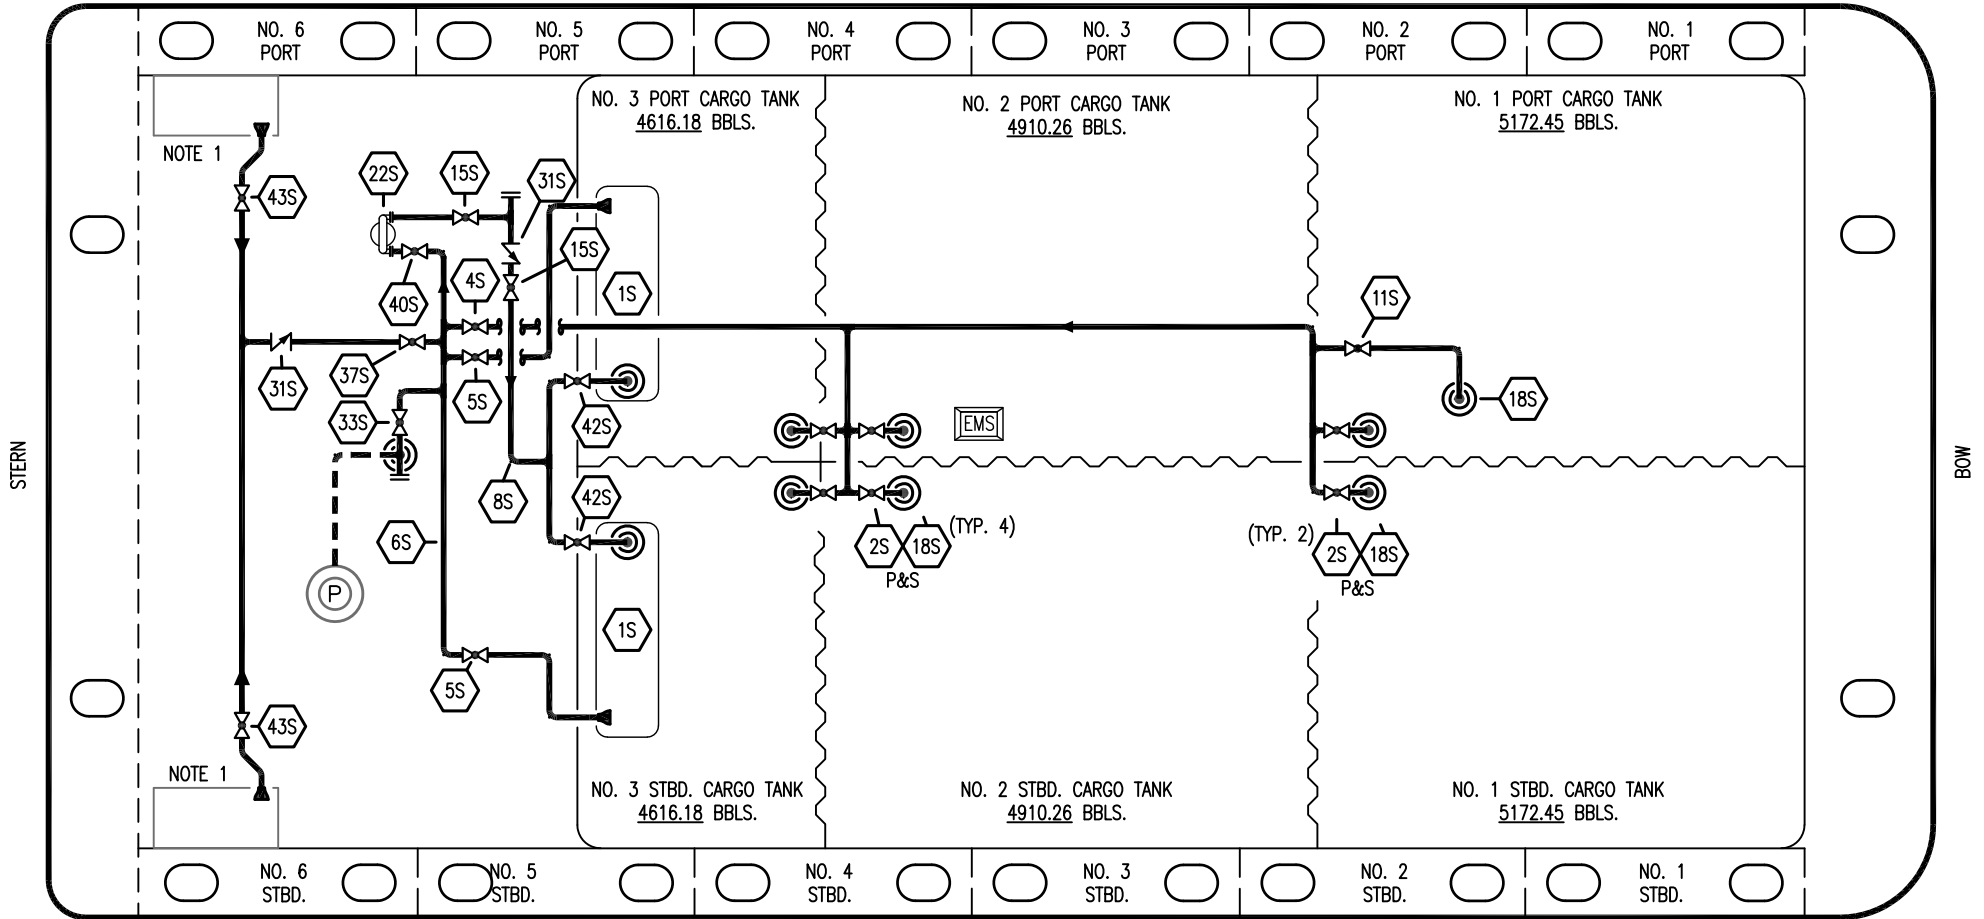 NO. 6
PORT
NO. 5
PORT
NO. 4
PORT
NO. 3
PORT
NO. 2
PORT
NO. 1
PORT
NO. 3 PORT CARGO TANK
4616.18 BBLS.
NO. 2 PORT CARGO TANK
4910.26 BBLS.
NO. 1 PORT CARGO TANK
5172.45 BBLS.
NOTE 1
43S
22S
15S
31S
15S
40S
4S
1S
11S
31S
37S
5S
33S
42S
EMS
18S
STERN
BOW
8S
42S
6S
2S
18S
(TYP. 4)
P&S
(TYP. 2)
2S
18S
P&S
P
1S
5S
43S
NOTE 1
NO. 3 STBD. CARGO TANK
4616.18 BBLS.
NO. 2 STBD. CARGO TANK
4910.26 BBLS.
NO. 1 STBD. CARGO TANK
5172.45 BBLS.
NO. 6
STBD.
NO. 5
STBD.
NO. 4
STBD.
NO. 3
STBD.
NO. 2
STBD.
NO. 1
STBD.